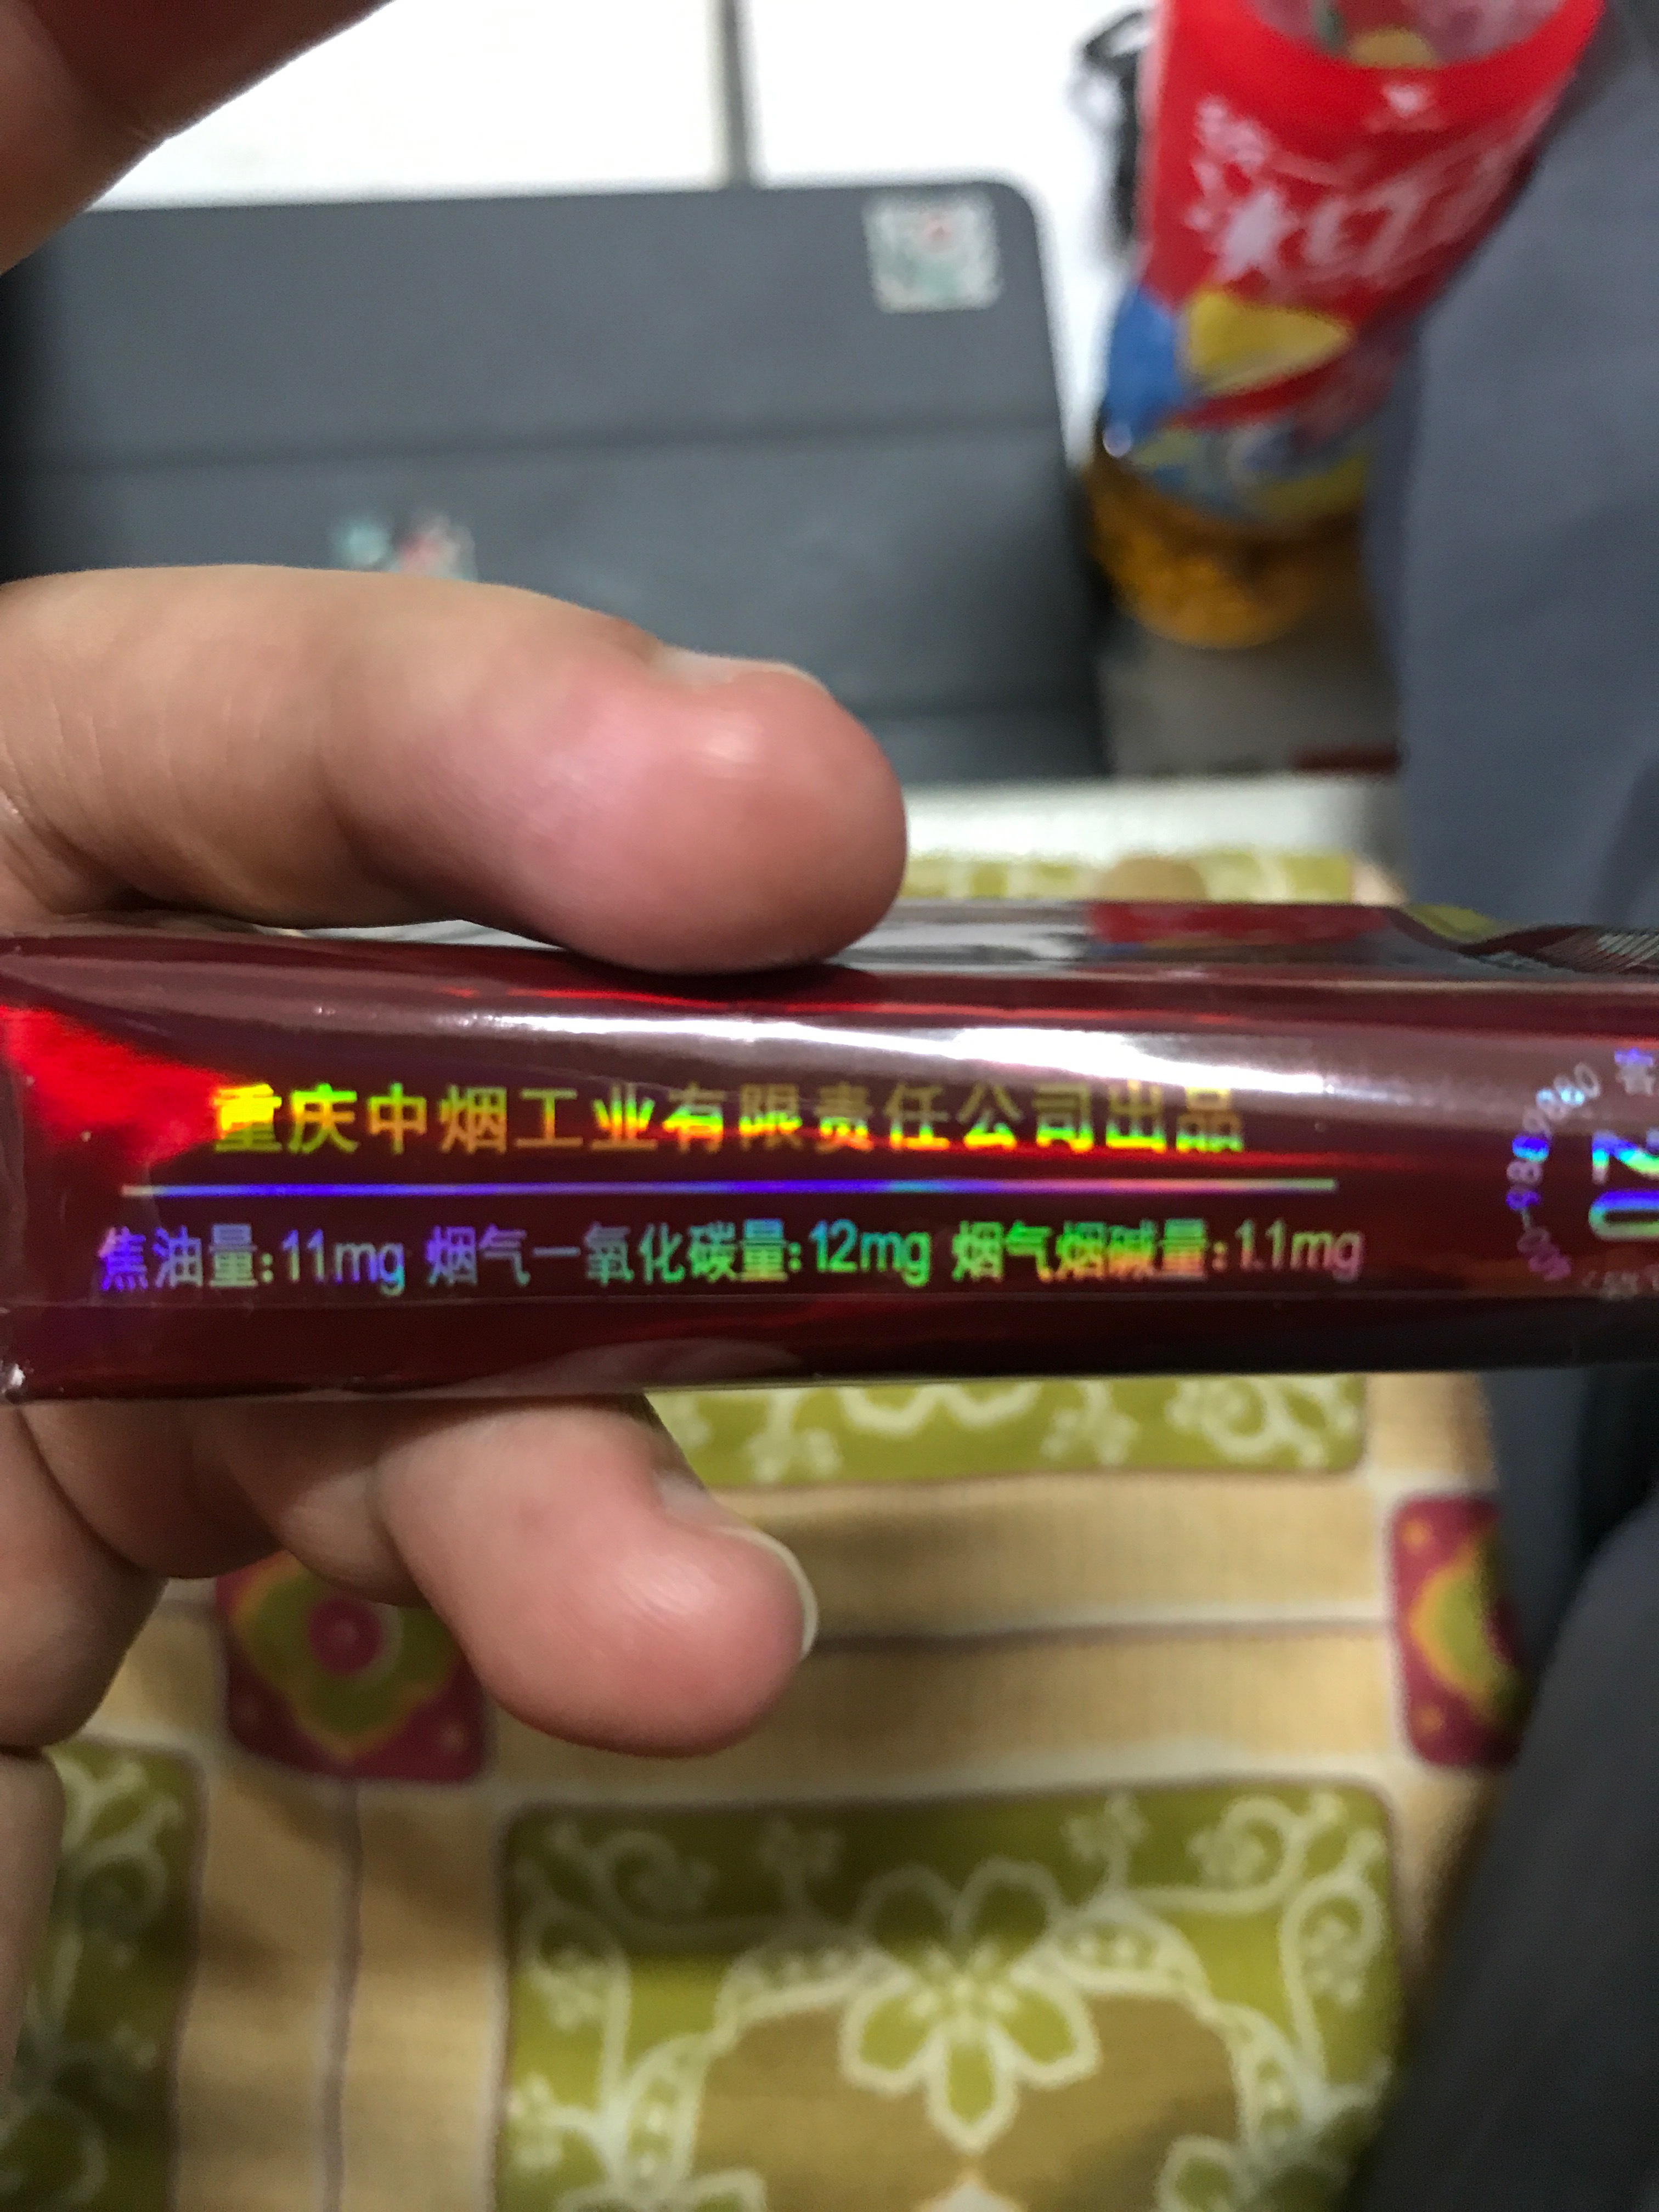 重庆中烟工业有限责任公司出品
焦油量:11mg 烟气一氧化碳量:12mg 烟气烟碱量:1.1mg
20